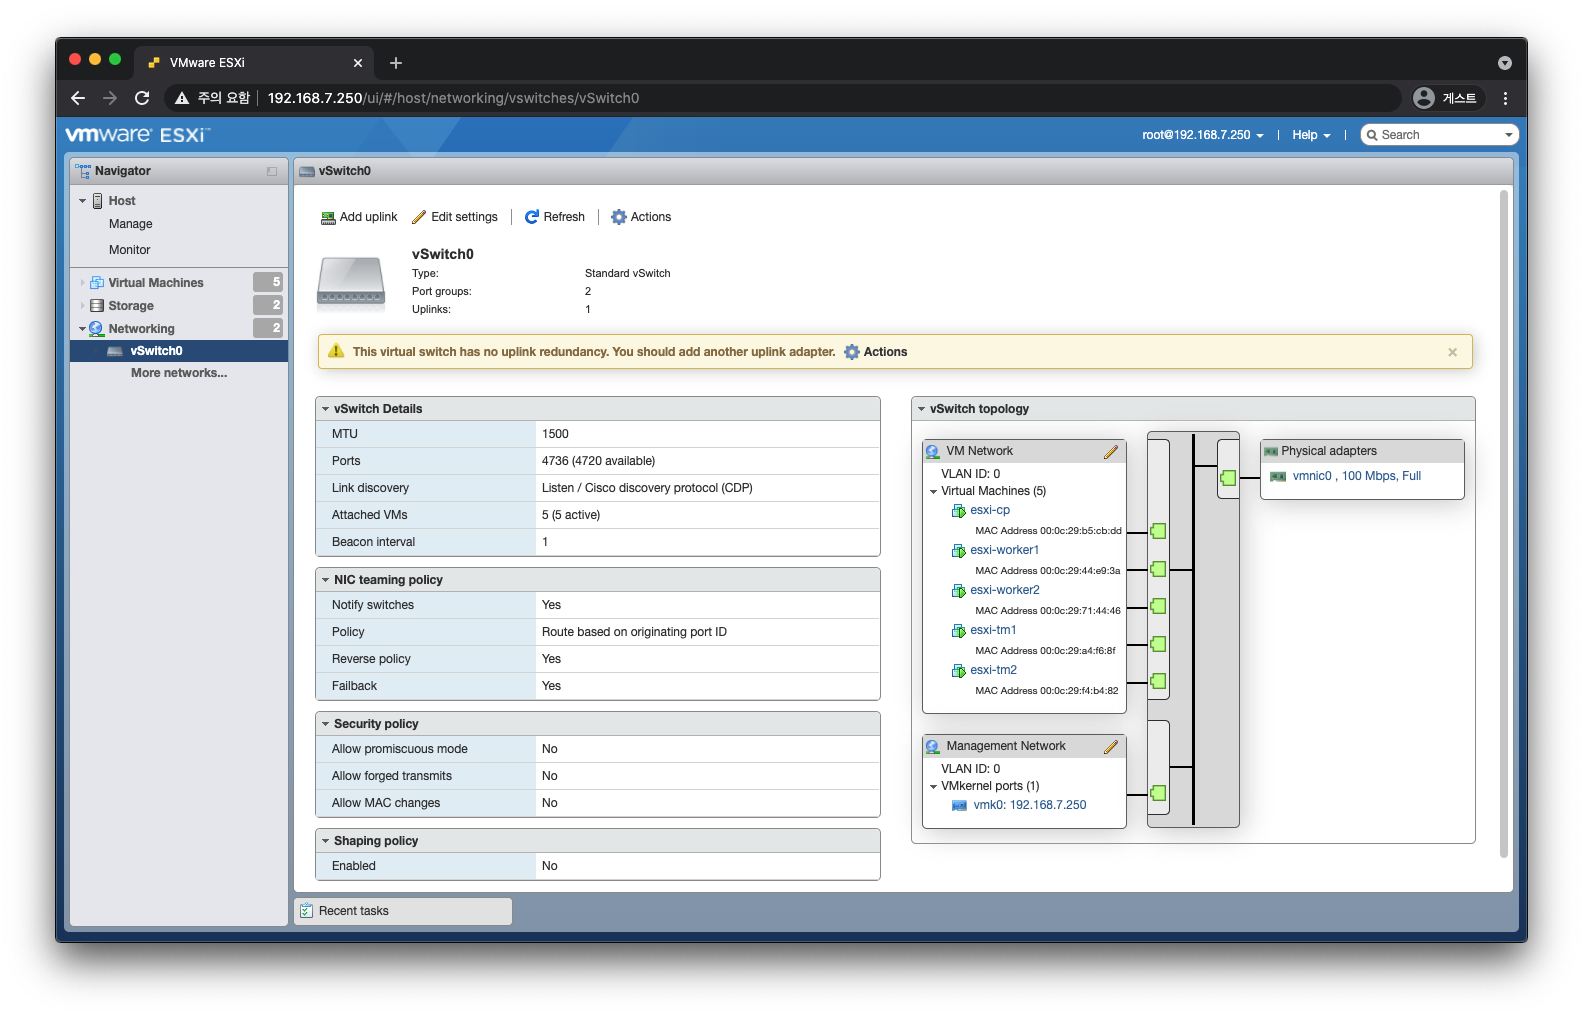 VMware ESXi
주의 요함
192.168.7.250/ui/#/host/networking/vswitches/vSwitch0
게스트
vmware ESXi™
root@192.168.7.250
Help
Search
Navigator
Host
Manage
Monitor
Virtual Machines 5
Storage 2
Networking 2
vSwitch0
More networks...
vSwitch0
Add uplink
Edit settings
Refresh
Actions
vSwitch0
Type: Standard vSwitch
Port groups: 2
Uplinks: 1
This virtual switch has no uplink redundancy. You should add another uplink adapter. Actions
vSwitch Details
MTU 1500
Ports 4736 (4720 available)
Link discovery Listen / Cisco discovery protocol (CDP)
Attached VMs 5 (5 active)
Beacon interval 1
NIC teaming policy
Notify switches Yes
Policy Route based on originating port ID
Reverse policy Yes
Failback Yes
Security policy
Allow promiscuous mode No
Allow forged transmits No
Allow MAC changes No
Shaping policy
Enabled No
vSwitch topology
VM Network
VLAN ID: 0
Virtual Machines (5)
esxi-cp
MAC Address 00:0c:29:b5:cb:dd
esxi-worker1
MAC Address 00:0c:29:44:e9:3a
esxi-worker2
MAC Address 00:0c:29:71:44:46
esxi-tm1
MAC Address 00:0c:29:a4:f6:8f
esxi-tm2
MAC Address 00:0c:29:f4:b4:82
Management Network
VLAN ID: 0
VMkernel ports (1)
vmk0: 192.168.7.250
Physical adapters
vmnic0 , 100 Mbps, Full
Recent tasks